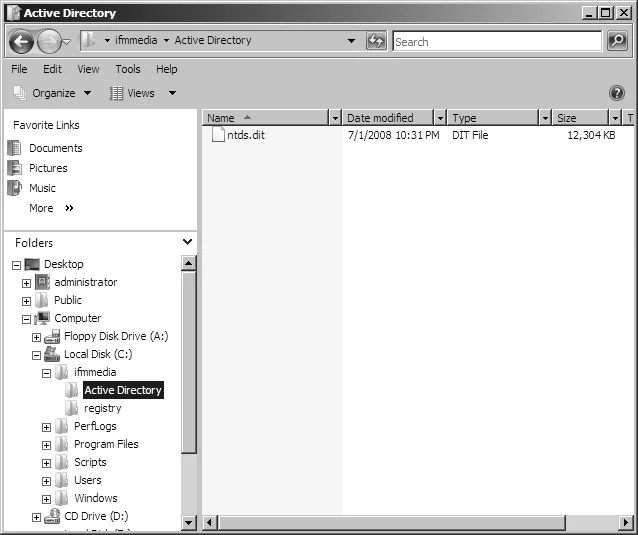 Active Directory
ifmmedia Active Directory Search
File Edit View Tools Help
Organize Views
Favorite Links
Documents
Pictures
Music
More »
Folders
Desktop
administrator
Public
Computer
Floppy Disk Drive (A:)
Local Disk (C:)
ifmmedia
Active Directory
registry
PerfLogs
Program Files
Scripts
Users
Windows
CD Drive (D:)
Name Date modified Type Size T
ntds.dit 7/1/2008 10:31 PM DIT File 12,304 KB